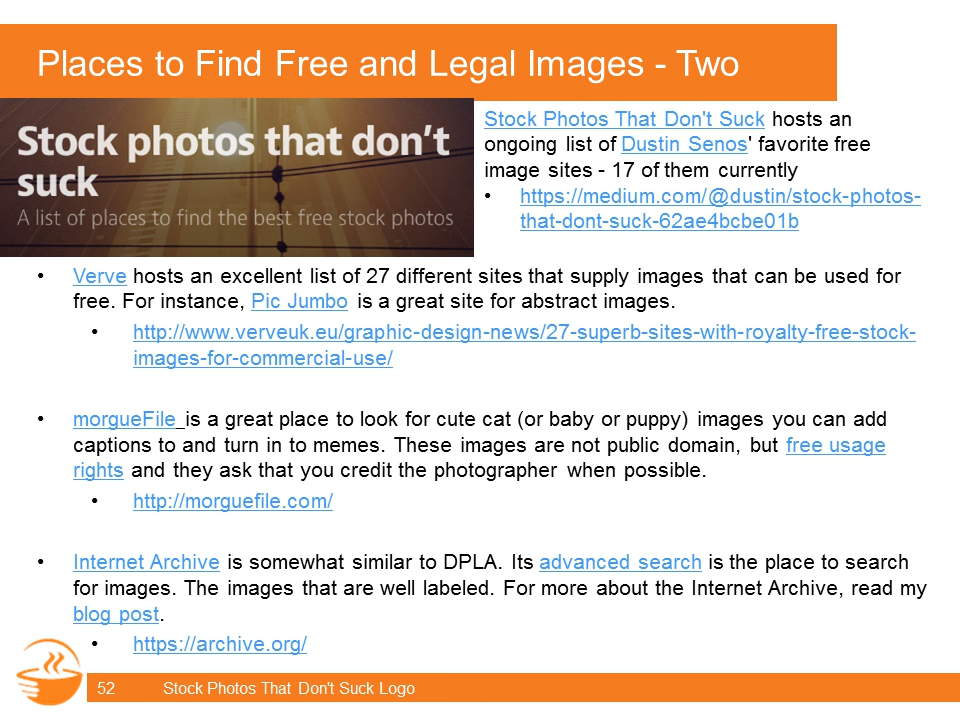 Places to Find Free and Legal Images - Two
Stock photos that don't
suck
A list of places to find the best free stock photos
Stock Photos That Don't Suck hosts an
ongoing list of Dustin Senos' favorite free
image sites - 17 of them currently
• https://medium.com/@dustin/stock-photos-
that-dont-suck-62ae4bcbe01b
• Verve hosts an excellent list of 27 different sites that supply images that can be used for
free. For instance, Pic Jumbo is a great site for abstract images.
• http://www.verveuk.eu/graphic-design-news/27-superb-sites-with-royalty-free-stock-
images-for-commercial-use/
• morgueFile is a great place to look for cute cat (or baby or puppy) images you can add
captions to and turn in to memes. These images are not public domain, but free usage
rights and they ask that you credit the photographer when possible.
• http://morguefile.com/
• Internet Archive is somewhat similar to DPLA. Its advanced search is the place to search
for images. The images that are well labeled. For more about the Internet Archive, read my
blog post.
• https://archive.org/
52 Stock Photos That Don't Suck Logo